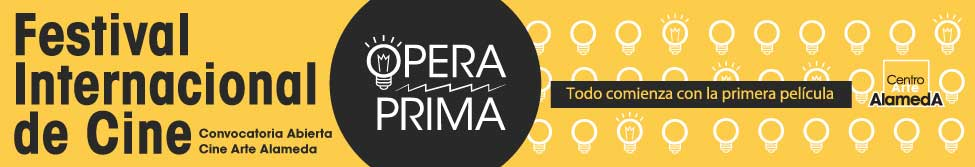 Festival
Internacional
de Cine
Convocatoria Abierta
Cine Arte Alameda
OPERA
PRIMA
Todo comienza con la primera película
Centro
Arte
AlamedA